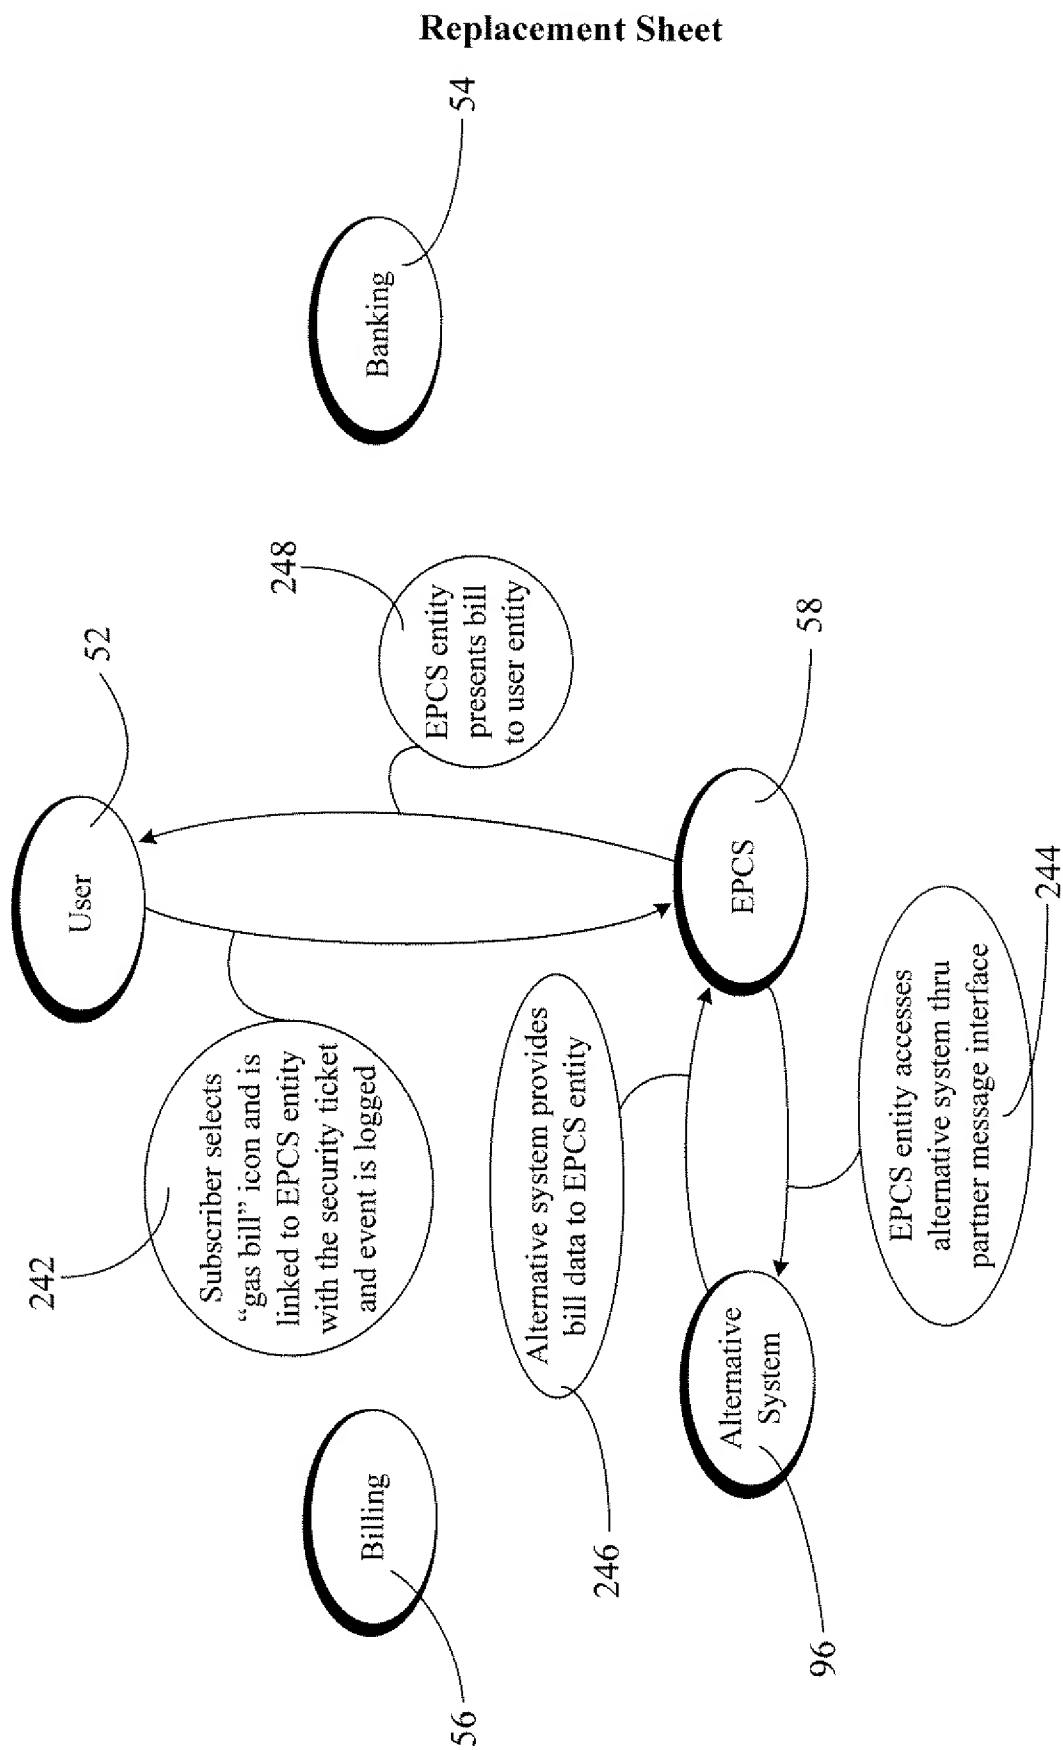 Replacement Sheet
52
User
242
Subscriber selects
“gas bill” icon and is
linked to EPCS entity
with the security ticket
and event is logged
248
EPCS entity
presents bill
to user entity
54
Banking
56
Billing
246
Alternative system provides
bill data to EPCS entity
58
EPCS
96
Alternative
System
244
EPCS entity accesses
alternative system thru
partner message interface